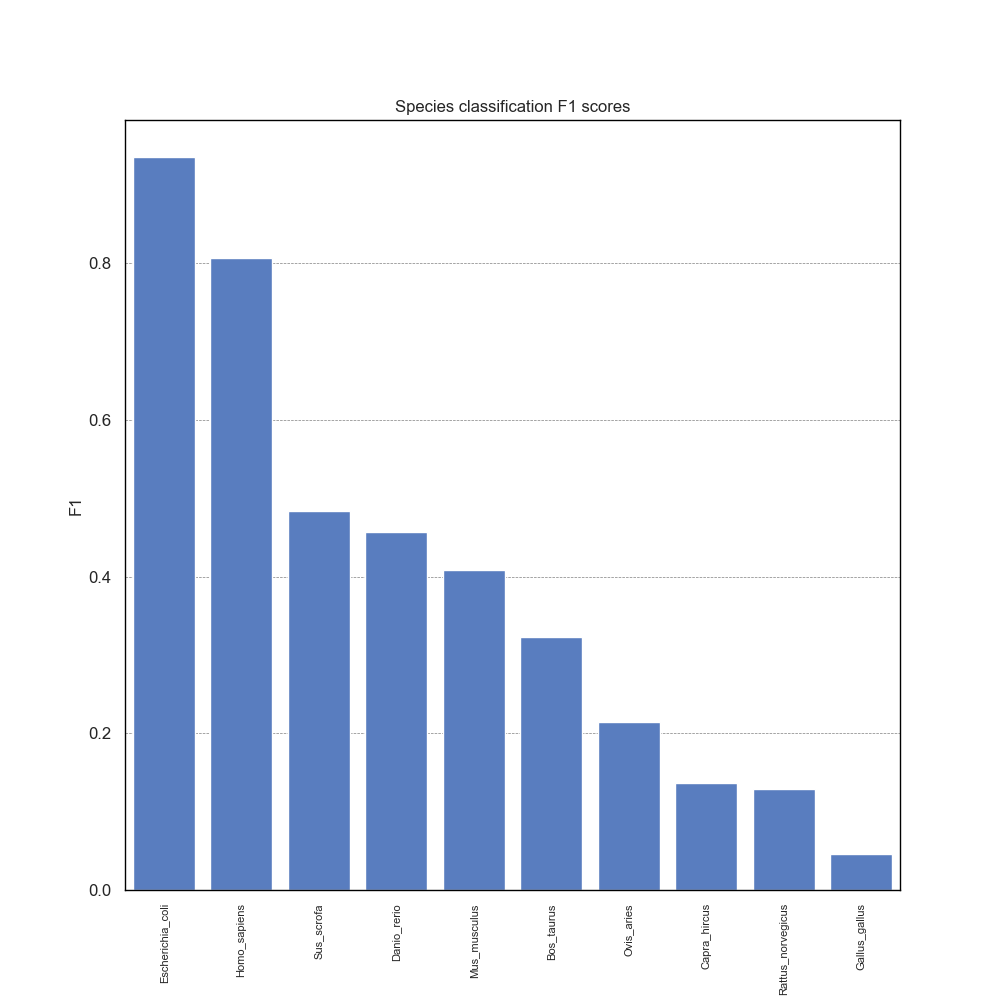 Species classification F1 scores
F1
0.8
0.6
0.4
0.2
0.0
Escherichia_coli
Homo_sapiens
Sus_scrofa
Danio_rerio
Mus_musculus
Bos_taurus
Ovis_aries
Capra_hircus
Rattus_norvegicus
Gallus_gallus